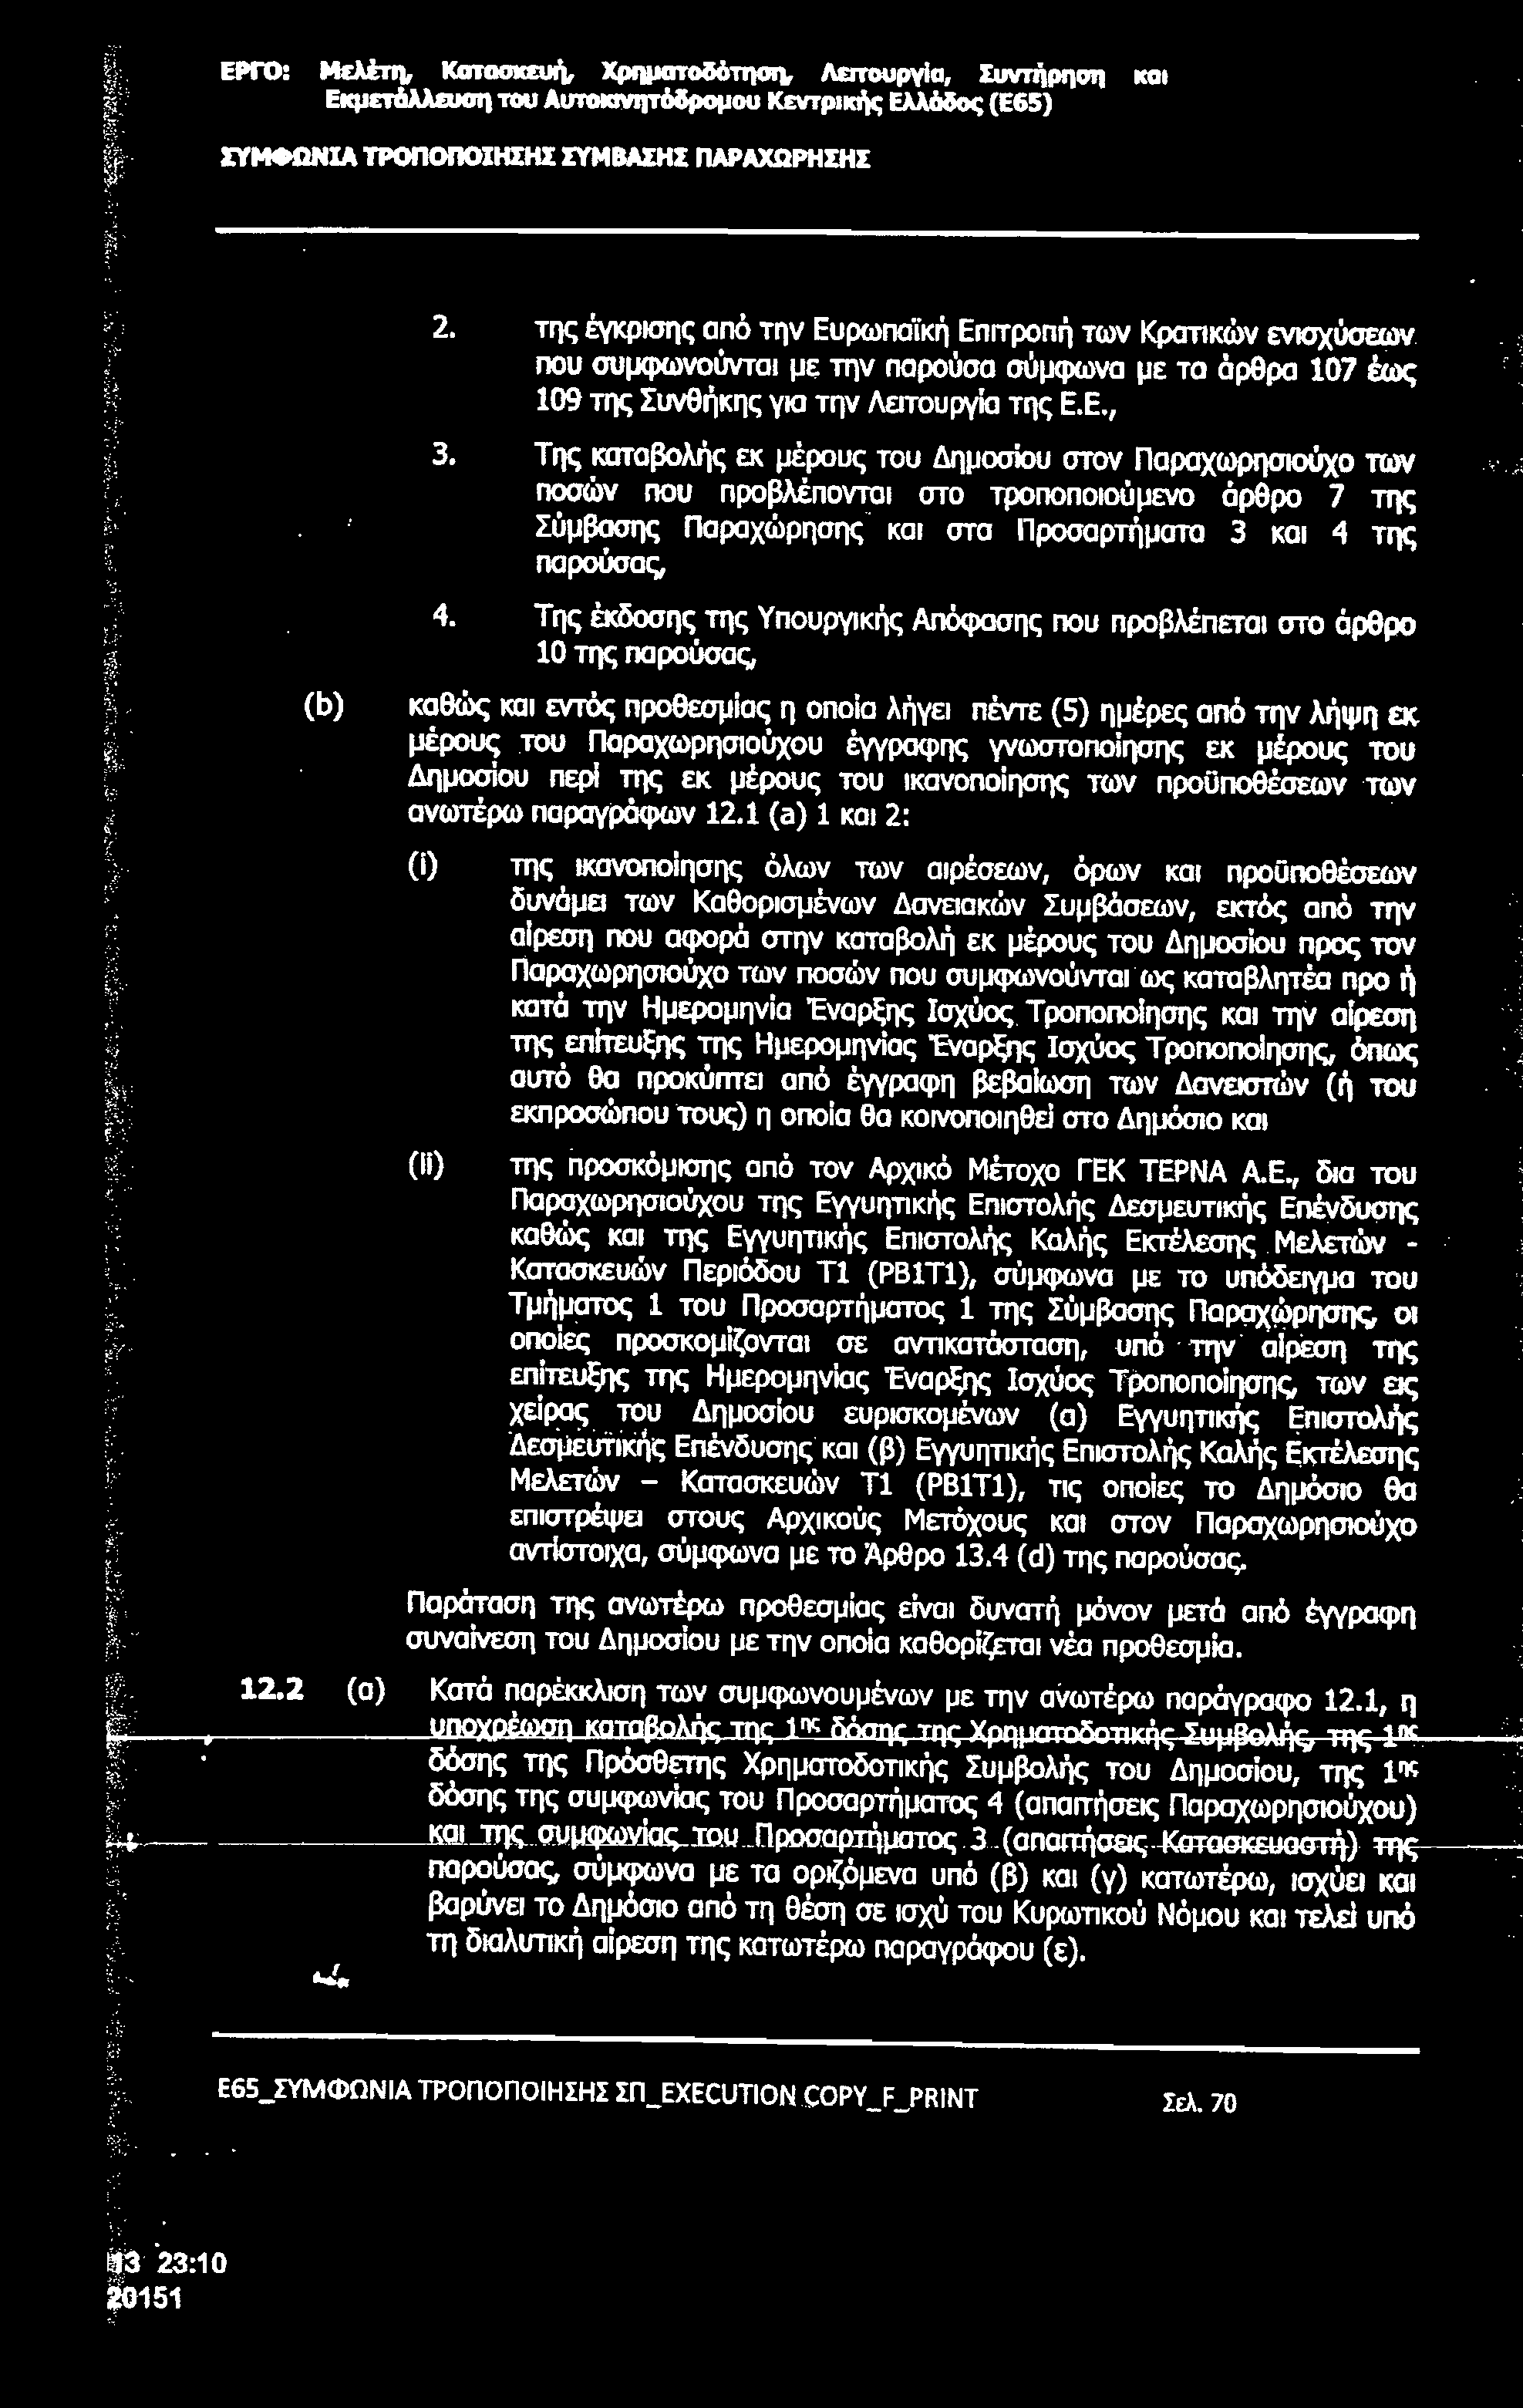 ΕΡΓΟ: Μελέτη, Κατασκευή, Χρηματοδότηση, Λειτουργία, Συντήρηση και
Εκμετάλλευση του Αυτοκινητόδρομου Κεντρικής Ελλάδος (Ε65)
ΣΥΜΦΩΝΙΑ ΤΡΟΠΟΠΟΙΗΣΗΣ ΣΥΜΒΑΣΗΣ ΠΑΡΑΧΩΡΗΣΗΣ
2. της έγκρισης από την Ευρωπαϊκή Επιτροπή των Κρατικών ενισχύσεων
που συμφωνούνται με την παρούσα σύμφωνα με τα άρθρα 107 έως
109 της Συνθήκης για την Λειτουργία της Ε.Ε.,
3. Της καταβολής εκ μέρους του Δημοσίου στον Παραχωρησιούχο των
ποσών που προβλέπονται στο τροποποιούμενο άρθρο 7 της
Σύμβασης Παραχώρησης και στα Προσαρτήματα 3 και 4 της
παρούσας,
4. Της έκδοσης της Υπουργικής Απόφασης που προβλέπεται στο άρθρο
10 της παρούσας,
(b) καθώς και εντός προθεσμίας η οποία λήγει πέντε (5) ημέρες από την λήψη εκ
μέρους του Παραχωρησιούχου έγγραφης γνωστοποίησης εκ μέρους του
Δημοσίου περί της εκ μέρους του ικανοποίησης των προϋποθέσεων των
ανωτέρω παραγράφων 12.1 (a) 1 και 2:
(i) της ικανοποίησης όλων των αιρέσεων, όρων και προϋποθέσεων
δυνάμει των Καθορισμένων Δανειακών Συμβάσεων, εκτός από την
αίρεση που αφορά στην καταβολή εκ μέρους του Δημοσίου προς τον
Παραχωρησιούχο των ποσών που συμφωνούνται ως καταβλητέα προ ή
κατά την Ημερομηνία Έναρξης Ισχύος Τροποποίησης και την αίρεση
της επίτευξης της Ημερομηνίας Έναρξης Ισχύος Τροποποίησης, όπως
αυτό θα προκύπτει από έγγραφη βεβαίωση των Δανειστών (ή του
εκπροσώπου τους) η οποία θα κοινοποιηθεί στο Δημόσιο και
(ii) της προσκόμισης από τον Αρχικό Μέτοχο ΓΕΚ ΤΕΡΝΑ Α.Ε., δια του
Παραχωρησιούχου της Εγγυητικής Επιστολής Δεσμευτικής Επένδυσης
καθώς και της Εγγυητικής Επιστολής Καλής Εκτέλεσης Μελετών -
Κατασκευών Περιόδου Τ1 (PB1T1), σύμφωνα με το υπόδειγμα του
Τμήματος 1 του Προσαρτήματος 1 της Σύμβασης Παραχώρησης, οι
οποίες προσκομίζονται σε αντικατάσταση, υπό την αίρεση της
επίτευξης της Ημερομηνίας Έναρξης Ισχύος Τροποποίησης, των εις
χείρας του Δημοσίου ευρισκομένων (α) Εγγυητικής Επιστολής
Δεσμευτικής Επένδυσης και (β) Εγγυητικής Επιστολής Καλής Εκτέλεσης
Μελετών – Κατασκευών Τ1 (PB1T1), τις οποίες το Δημόσιο θα
επιστρέψει στους Αρχικούς Μετόχους και στον Παραχωρησιούχο
αντίστοιχα, σύμφωνα με το Άρθρο 13.4 (d) της παρούσας.
Παράταση της ανωτέρω προθεσμίας είναι δυνατή μόνον μετά από έγγραφη
συναίνεση του Δημοσίου με την οποία καθορίζεται νέα προθεσμία.
12.2 (α) Κατά παρέκκλιση των συμφωνουμένων με την ανωτέρω παράγραφο 12.1, η
υποχρέωση καταβολής της 1ης δόσης της Χρηματοδοτικής Συμβολής, της 1ης
δόσης της Πρόσθετης Χρηματοδοτικής Συμβολής του Δημοσίου, της 1ης
δόσης της συμφωνίας του Προσαρτήματος 4 (απαιτήσεις Παραχωρησιούχου)
και της συμφωνίας του Προσαρτήματος 3 (απαιτήσεις Κατασκευαστή) της
παρούσας, σύμφωνα με τα οριζόμενα υπό (β) και (γ) κατωτέρω, ισχύει και
βαρύνει το Δημόσιο από τη θέση σε ισχύ του Κυρωτικού Νόμου και τελεί υπό
τη διαλυτική αίρεση της κατωτέρω παραγράφου (ε).
E65_ΣΥΜΦΩΝΙΑ ΤΡΟΠΟΠΟΙΗΣΗΣ ΣΠ_EXECUTION COPY_F_PRINT Σελ. 70
13 23:10
20151